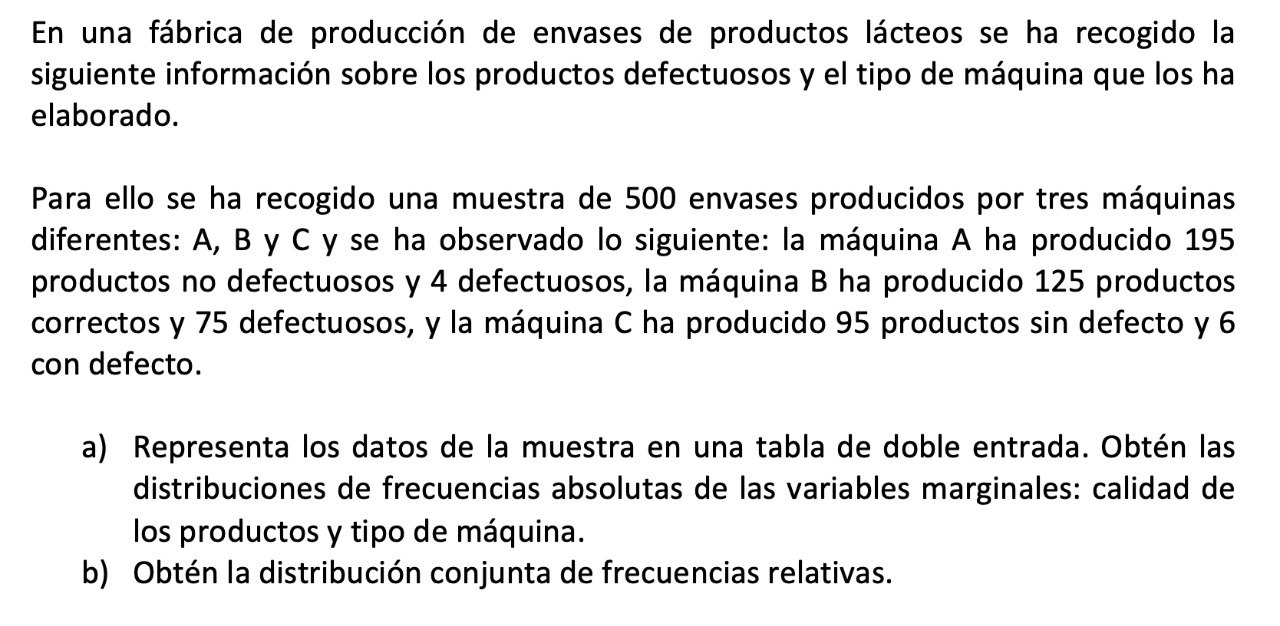 En una fábrica de producción de envases de productos lácteos se ha recogido la
siguiente información sobre los productos defectuosos y el tipo de máquina que los ha
elaborado.
Para ello se ha recogido una muestra de 500 envases producidos por tres máquinas
diferentes: A, B y C y se ha observado lo siguiente: la máquina A ha producido 195
productos no defectuosos y 4 defectuosos, la máquina B ha producido 125 productos
correctos y 75 defectuosos, y la máquina C ha producido 95 productos sin defecto y 6
con defecto.
a) Representa los datos de la muestra en una tabla de doble entrada. Obtén las
distribuciones de frecuencias absolutas de las variables marginales: calidad de
los productos y tipo de máquina.
b) Obtén la distribución conjunta de frecuencias relativas.